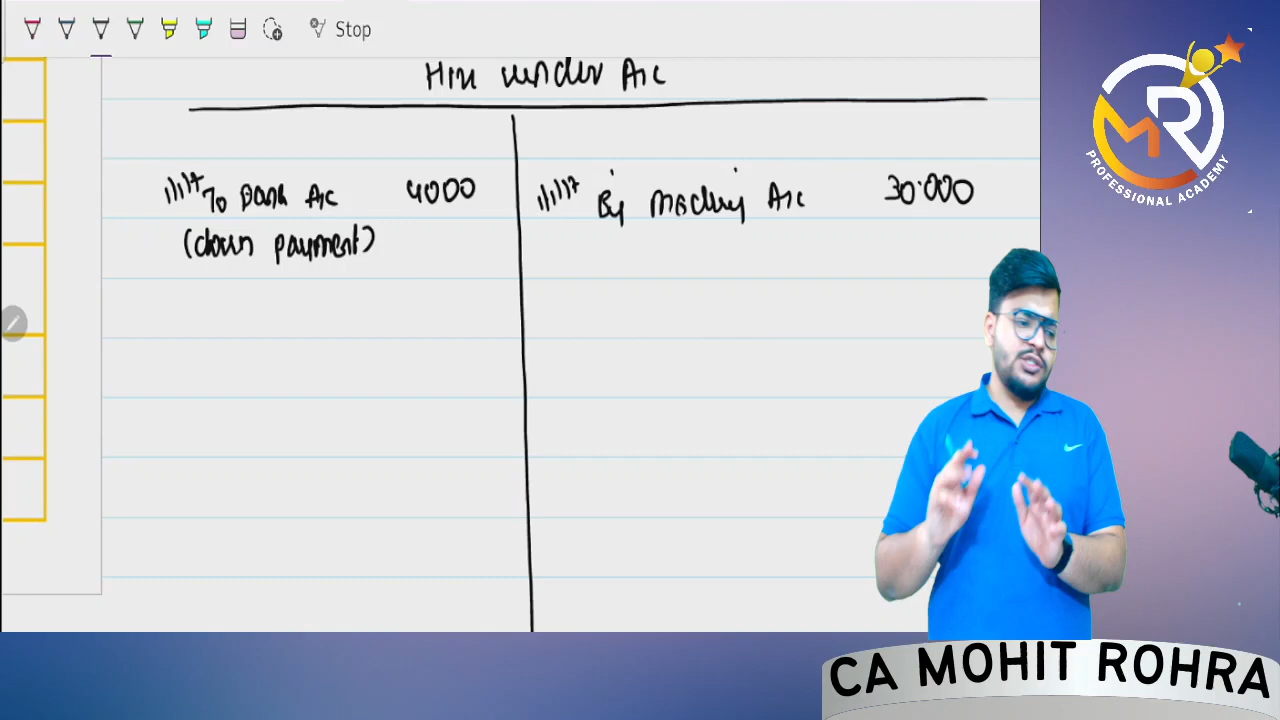 Stop
Hire vendor A/c
1/1/17 To Bank A/c 4000
(down payment)
1/1/17 By Machinery A/c 30,000
MR
PROFESSIONAL ACADEMY
CA MOHIT ROHRA